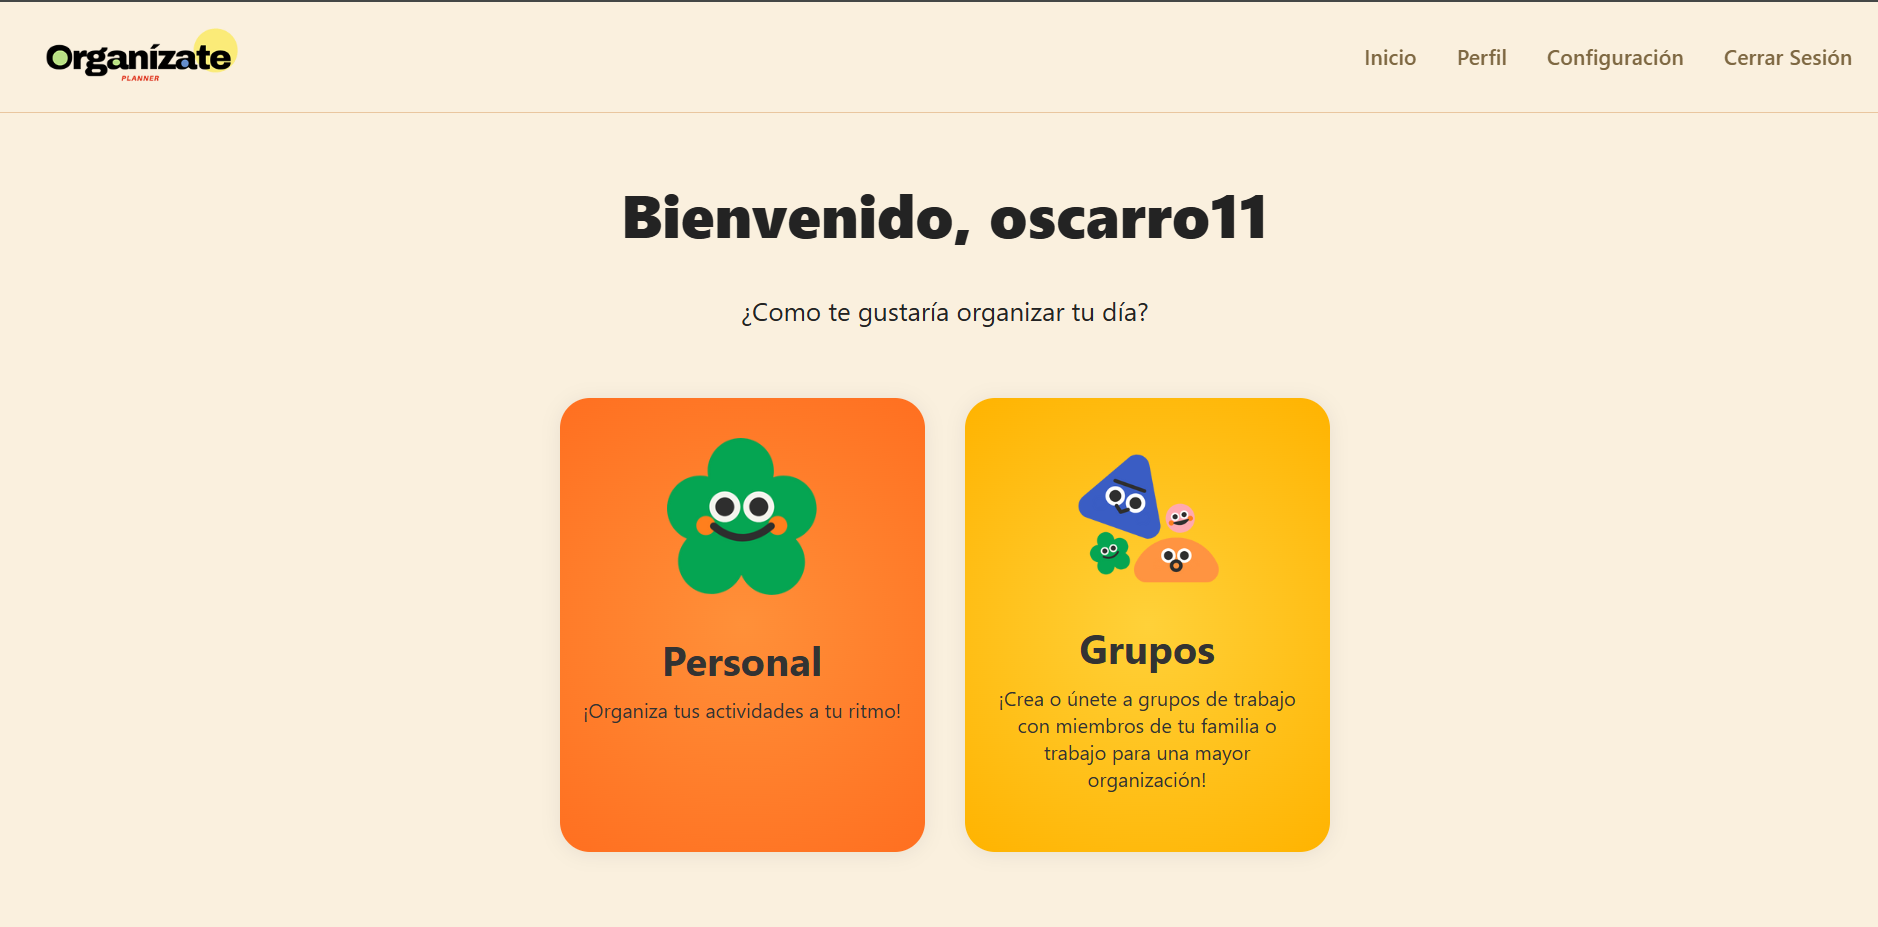 Organízate
PLANNER
Inicio Perfil Configuración Cerrar Sesión
Bienvenido, oscarro11
¿Como te gustaría organizar tu día?
Personal
¡Organiza tus actividades a tu ritmo!
Grupos
¡Crea o únete a grupos de trabajo
con miembros de tu familia o
trabajo para una mayor
organización!